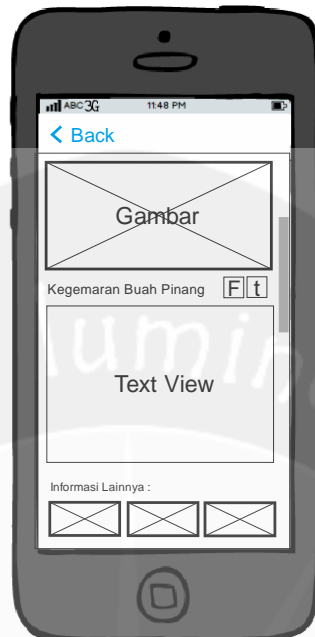 ABC 3G 11:48 PM
Back
Gambar
Kegemaran Buah Pinang F t
Text View
Informasi Lainnya :